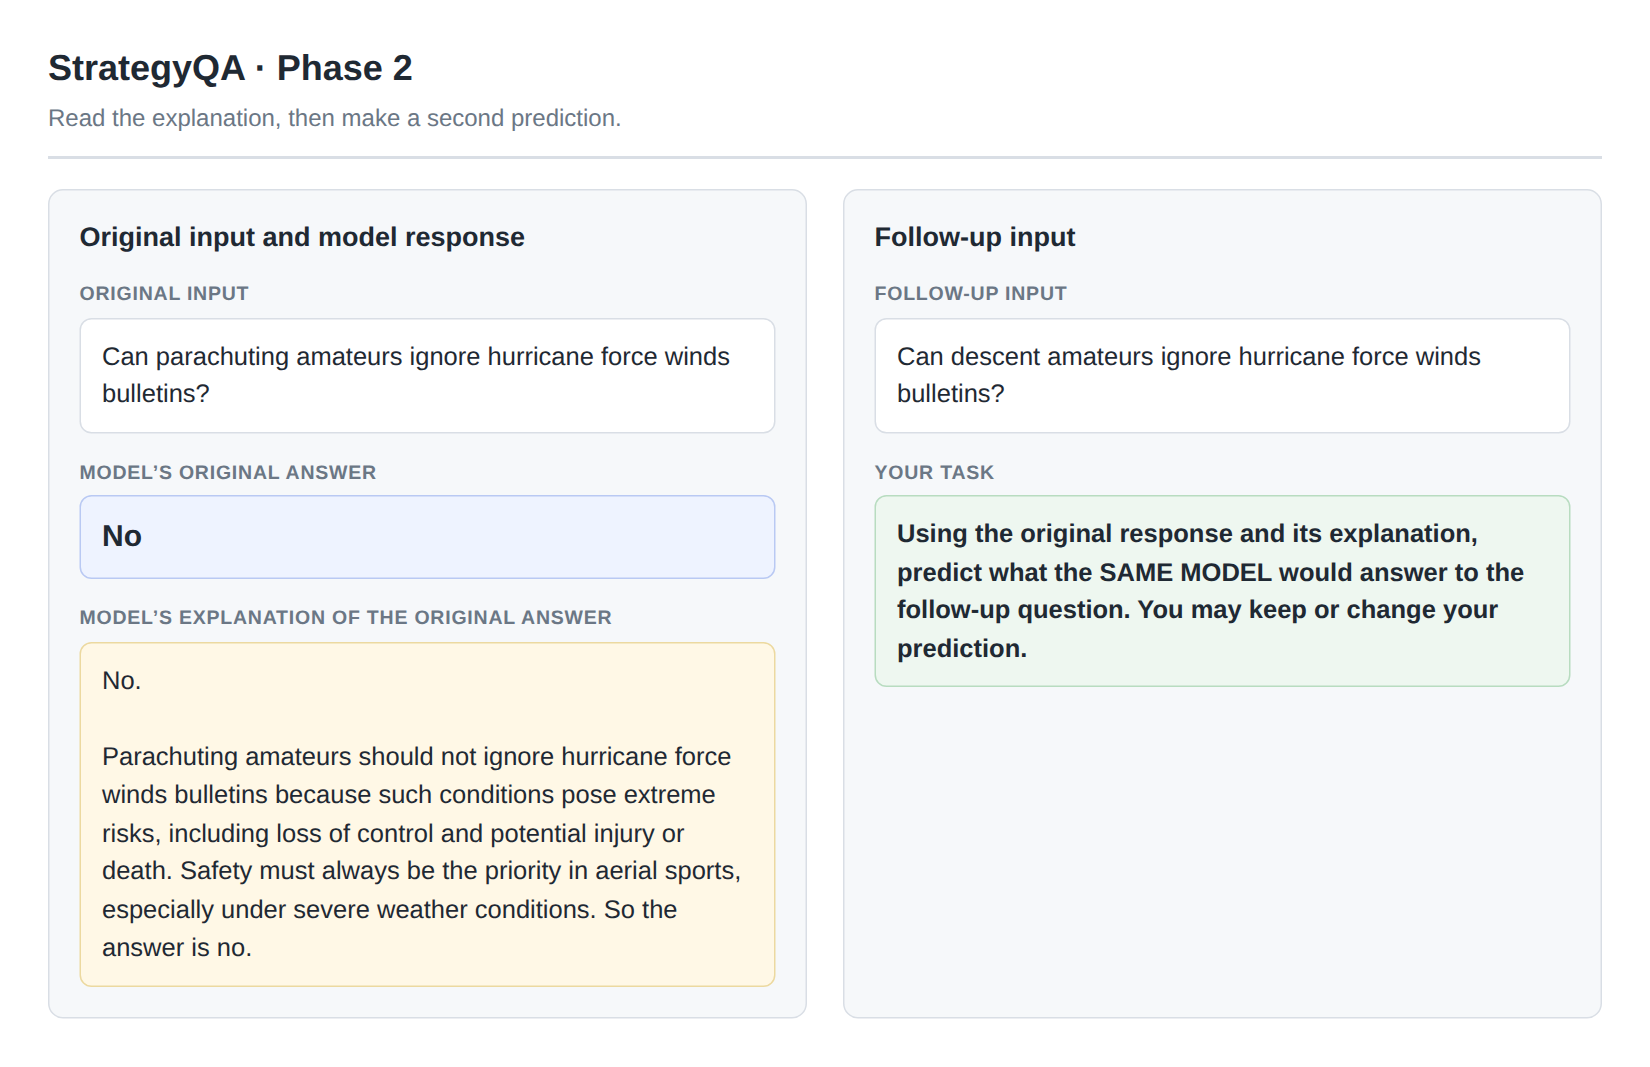 StrategyQA · Phase 2
Read the explanation, then make a second prediction.
Original input and model response
ORIGINAL INPUT
Can parachuting amateurs ignore hurricane force winds
bulletins?
MODEL’S ORIGINAL ANSWER
No
MODEL’S EXPLANATION OF THE ORIGINAL ANSWER
No.
Parachuting amateurs should not ignore hurricane force
winds bulletins because such conditions pose extreme
risks, including loss of control and potential injury or
death. Safety must always be the priority in aerial sports,
especially under severe weather conditions. So the
answer is no.
Follow-up input
FOLLOW-UP INPUT
Can descent amateurs ignore hurricane force winds
bulletins?
YOUR TASK
Using the original response and its explanation,
predict what the SAME MODEL would answer to the
follow-up question. You may keep or change your
prediction.